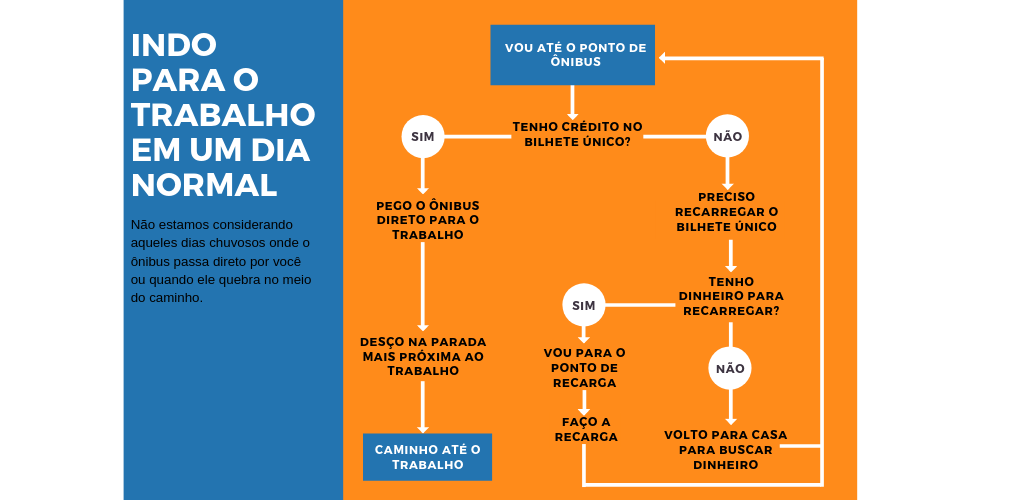 INDO
PARA O
TRABALHO
EM UM DIA
NORMAL
Não estamos considerando
aqueles dias chuvosos onde o
ônibus passa direto por você
ou quando ele quebra no meio
do caminho.
VOU ATÉ O PONTO DE
ÔNIBUS
TENHO CRÉDITO NO
BILHETE ÚNICO?
SIM
NÃO
PEGO O ÔNIBUS
DIRETO PARA O
TRABALHO
DESÇO NA PARADA
MAIS PRÓXIMA AO
TRABALHO
CAMINHO ATÉ O
TRABALHO
PRECISO
RECARREGAR O
BILHETE ÚNICO
TENHO
DINHEIRO PARA
RECARREGAR?
SIM
VOU PARA O
PONTO DE
RECARGA
FAÇO A
RECARGA
NÃO
VOLTO PARA CASA
PARA BUSCAR
DINHEIRO